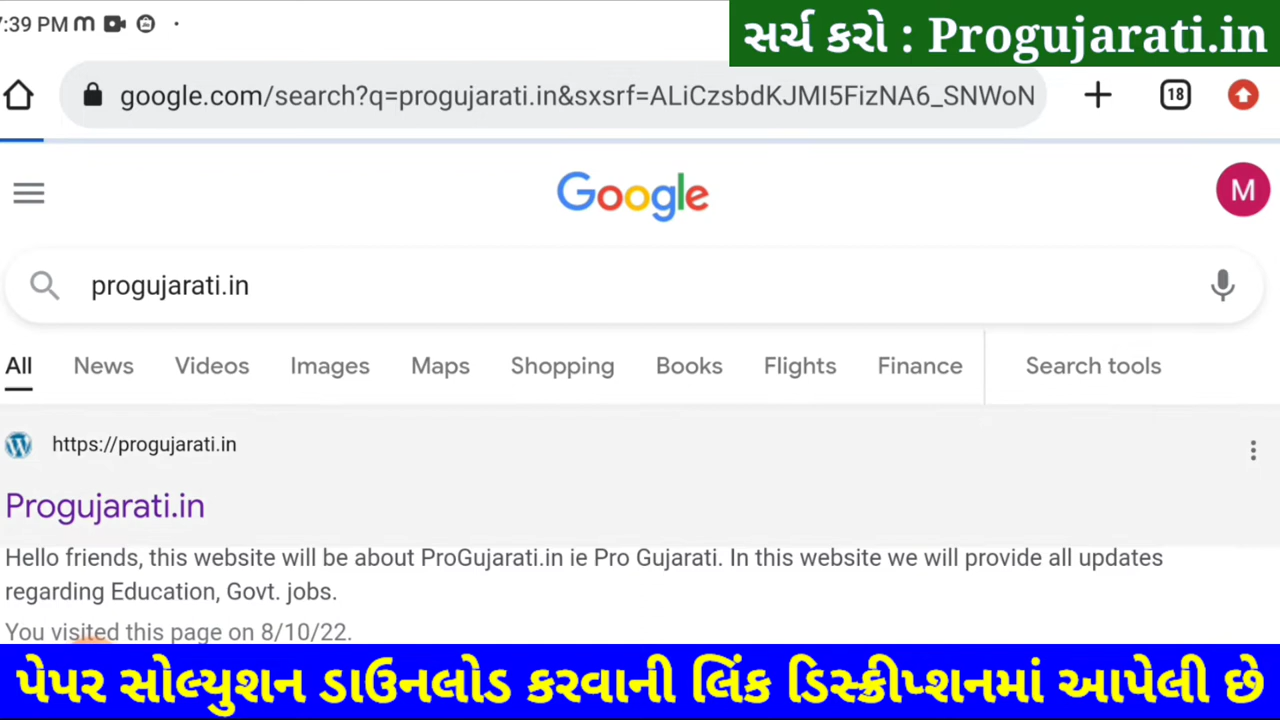 :39 PM
સર્ચ કરો : Progujarati.in
google.com/search?q=progujarati.in&sxsrf=ALiCzsbdKJMI5FizNA6_SNWoN
18
Google
M
progujarati.in
All News Videos Images Maps Shopping Books Flights Finance Search tools
https://progujarati.in
Progujarati.in
Hello friends, this website will be about ProGujarati.in ie Pro Gujarati. In this website we will provide all updates
regarding Education, Govt. jobs.
You visited this page on 8/10/22.
પેપર સોલ્યુશન ડાઉનલોડ કરવાની લિંક ડિસ્ક્રીપ્શનમાં આપેલી છે